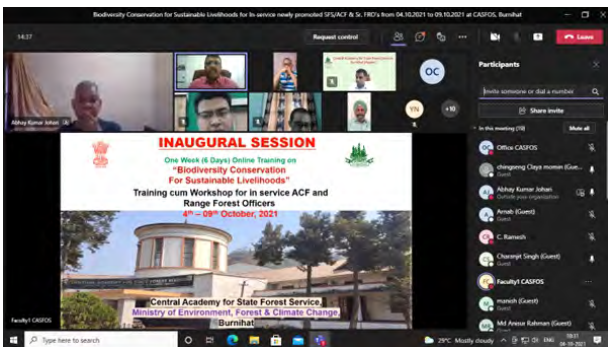 Biodiversity Conservation for Sustainable Livelihoods for In-service newly promoted SFS/ACF & Sr. FRO's from 04.10.2021 to 09.10.2021 at CASFOS, Burnihat
14:37
Request control
Leave
Participants
Invite someone or dial a number
Share invite
In this meeting
Mute all
OC
YN
+10
Abhay Kumar Johari
Office CASFOS
chingseng Claya momin (Gue...
Guest
Abhay Kumar Johari
Outside your organization
Arnab (Guest)
Guest
C. Ramesh
Charanjit Singh (Guest)
Guest
Faculty1 CASFOS
manish (Guest)
Guest
Md Anisur Rahman (Guest)
INAUGURAL SESSION
One Week (6 Days) Online Training on
"Biodiversity Conservation
For Sustainable Livelihoods"
Training cum Workshop for in service ACF and
Range Forest Officers
4th – 09th October, 2021
Central Academy for State Forest Service,
Ministry of Environment, Forest & Climate Change,
Burnihat
Faculty1 CASFOS
Type here to search
29°C Mostly cloudy
ENG